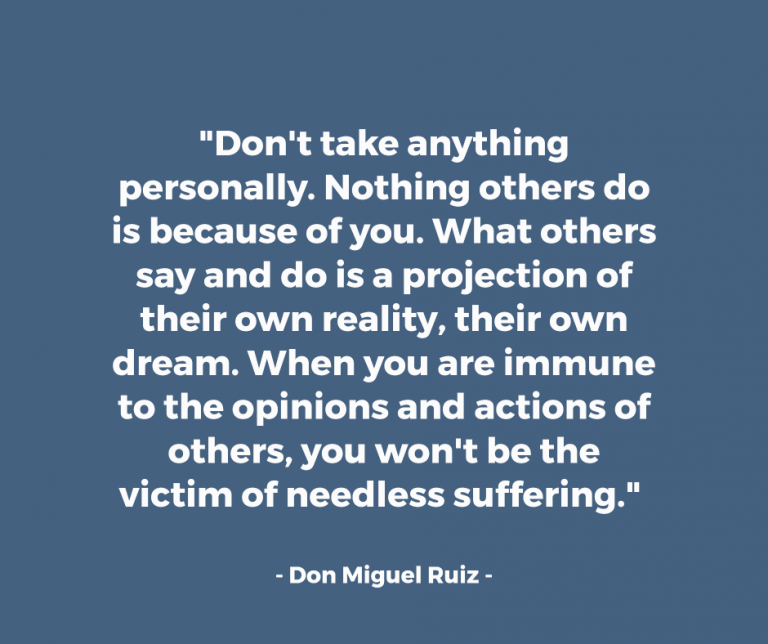 "Don't take anything
personally. Nothing others do
is because of you. What others
say and do is a projection of
their own reality, their own
dream. When you are immune
to the opinions and actions of
others, you won't be the
victim of needless suffering."
- Don Miguel Ruiz -